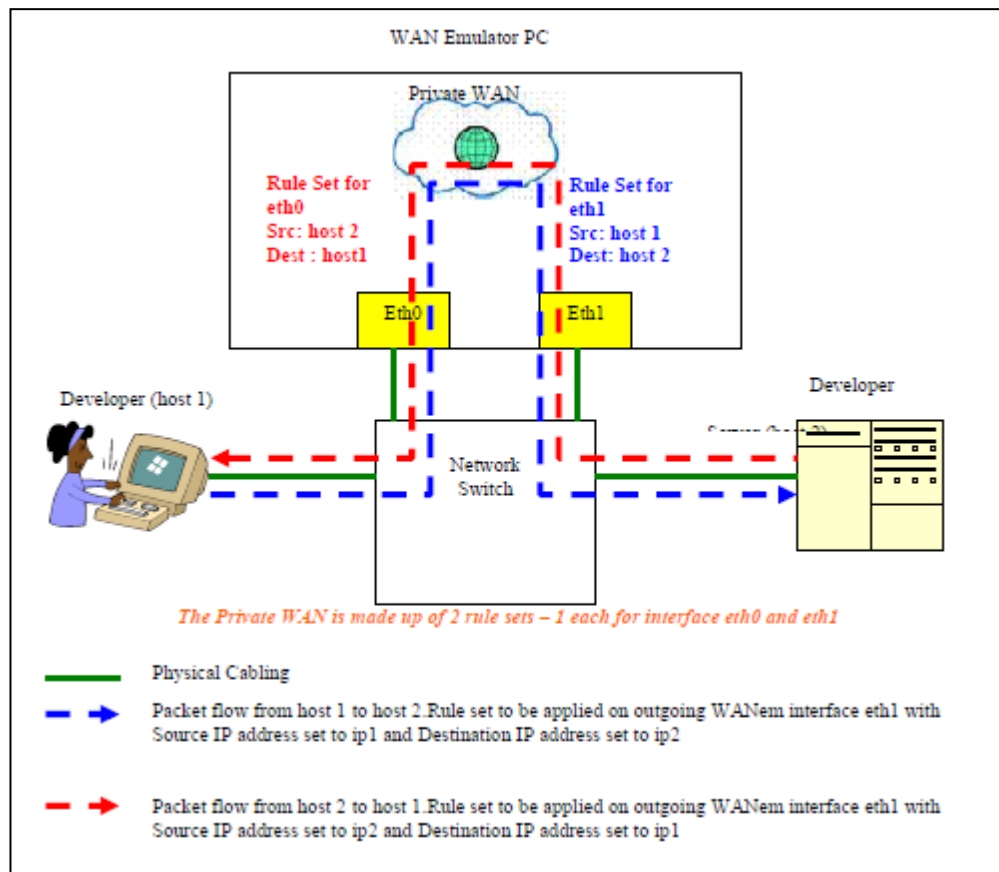 WAN Emulator PC
Private WAN
Rule Set for
eth0
Src: host 2
Dest : host1
Rule Set for
eth1
Src: host 1
Dest: host 2
Eth0
Eth1
Developer (host 1)
Developer
Network
Switch
The Private WAN is made up of 2 rule sets – 1 each for interface eth0 and eth1
Physical Cabling
Packet flow from host 1 to host 2.Rule set to be applied on outgoing WANem interface eth1 with
Source IP address set to ip1 and Destination IP address set to ip2
Packet flow from host 2 to host 1.Rule set to be applied on outgoing WANem interface eth1 with
Source IP address set to ip2 and Destination IP address set to ip1